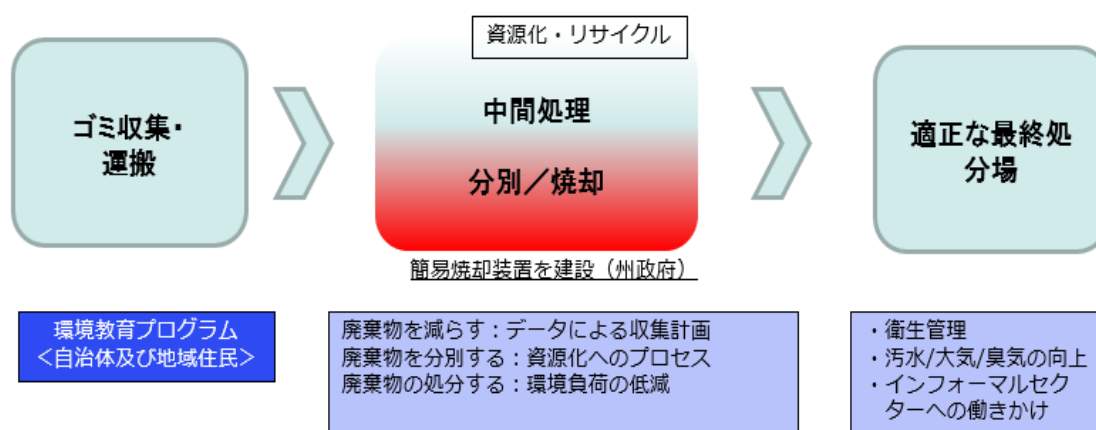 資源化・リサイクル
ゴミ収集・
運搬
中間処理
分別／焼却
適正な最終処
分場
簡易焼却装置を建設（州政府）
環境教育プログラム
＜自治体及び地域住民＞
廃棄物を減らす：データによる収集計画
廃棄物を分別する：資源化へのプロセス
廃棄物の処分する：環境負荷の低減
・衛生管理
・汚水/大気/臭気の向上
・インフォーマルセク
ターへの働きかけ